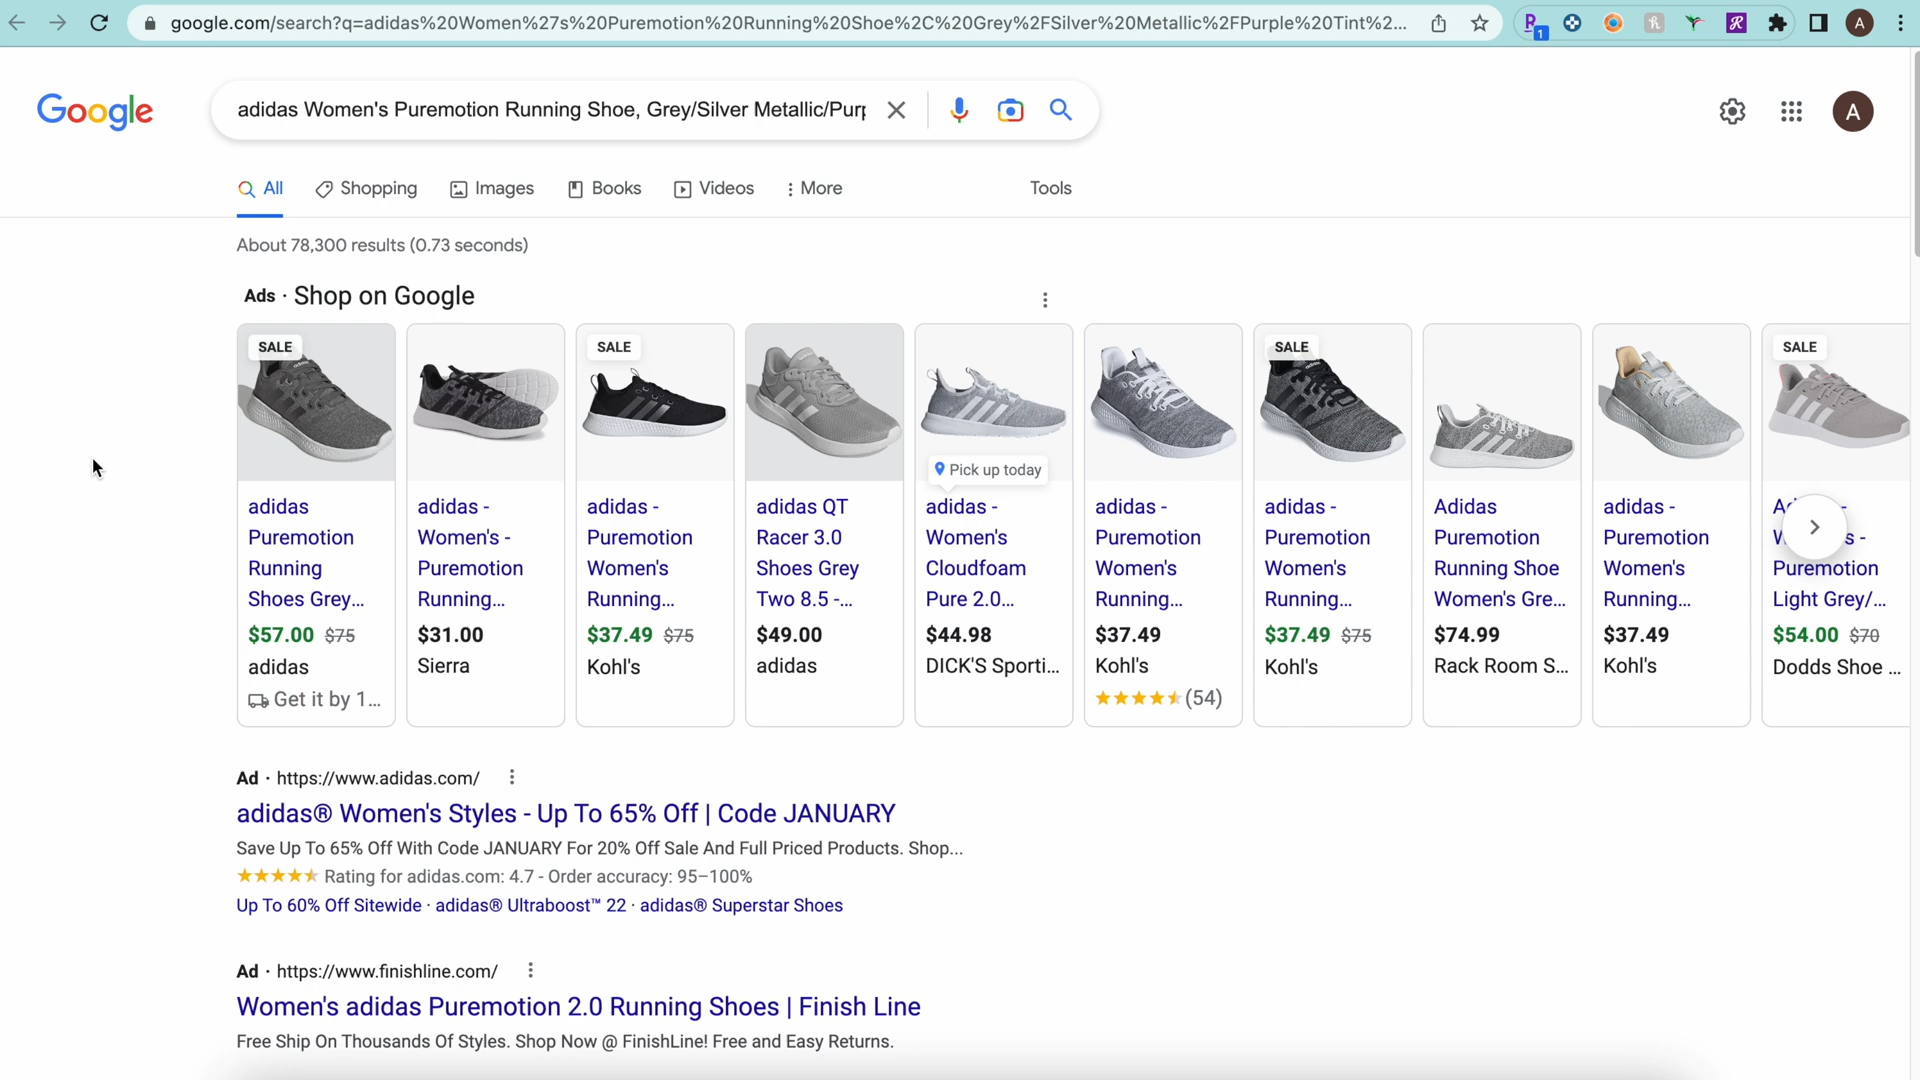 google.com/search?q=adidas%20Women%27s%20Puremotion%20Running%20Shoe%2C%20Grey%2FSilver%20Metallic%2FPurple%20Tint%2...
1
A
Google
adidas Women's Puremotion Running Shoe, Grey/Silver Metallic/Purp
A
All
Shopping
Images
Books
Videos
More
Tools
About 78,300 results (0.73 seconds)
Ads · Shop on Google
SALE
adidas
Puremotion
Running
Shoes Grey...
$57.00 $75
adidas
Get it by 1...
adidas -
Women's -
Puremotion
Running...
$31.00
Sierra
SALE
adidas -
Puremotion
Women's
Running...
$37.49 $75
Kohl's
adidas QT
Racer 3.0
Shoes Grey
Two 8.5 -...
$49.00
adidas
Pick up today
adidas -
Women's
Cloudfoam
Pure 2.0...
$44.98
DICK'S Sporti...
adidas -
Puremotion
Women's
Running...
$37.49
Kohl's
(54)
SALE
adidas -
Puremotion
Women's
Running...
$37.49 $75
Kohl's
Adidas
Puremotion
Running Shoe
Women's Gre...
$74.99
Rack Room S...
adidas -
Puremotion
Women's
Running...
$37.49
Kohl's
SALE
Puremotion
Light Grey/...
$54.00 $70
Dodds Shoe ...
Ad · https://www.adidas.com/
adidas® Women's Styles - Up To 65% Off | Code JANUARY
Save Up To 65% Off With Code JANUARY For 20% Off Sale And Full Priced Products. Shop...
Rating for adidas.com: 4.7 - Order accuracy: 95–100%
Up To 60% Off Sitewide · adidas® Ultraboost™ 22 · adidas® Superstar Shoes
Ad · https://www.finishline.com/
Women's adidas Puremotion 2.0 Running Shoes | Finish Line
Free Ship On Thousands Of Styles. Shop Now @ FinishLine! Free and Easy Returns.